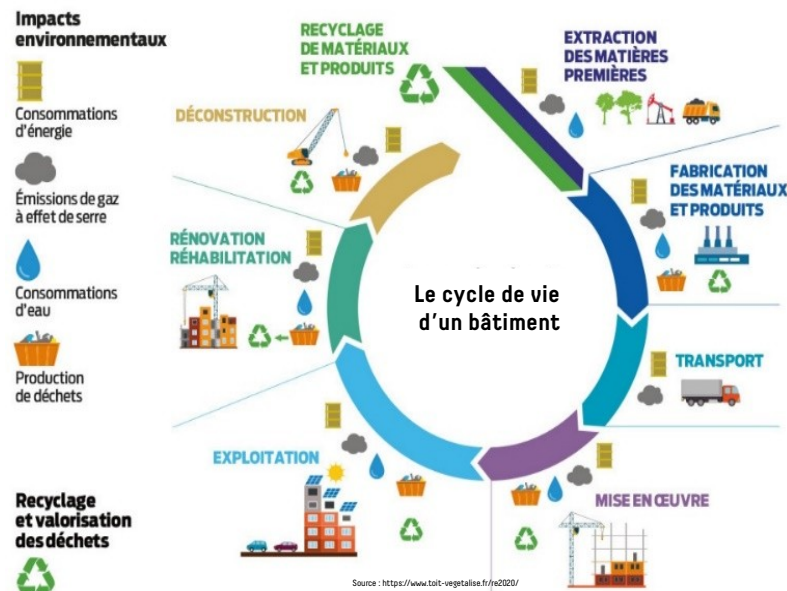 Impacts
environnementaux
Consommations
d'énergie
Émissions de gaz
à effet de serre
Consommations
d'eau
Production
de déchets
Recyclage
et valorisation
des déchets
RECYCLAGE
DE MATÉRIAUX
ET PRODUITS
EXTRACTION
DES MATIÈRES
PREMIÈRES
FABRICATION
DES MATÉRIAUX
ET PRODUITS
TRANSPORT
MISE EN ŒUVRE
EXPLOITATION
RÉNOVATION
RÉHABILITATION
DÉCONSTRUCTION
Le cycle de vie
d'un bâtiment
Source : https://www.toit-vegetalise.fr/re2020/